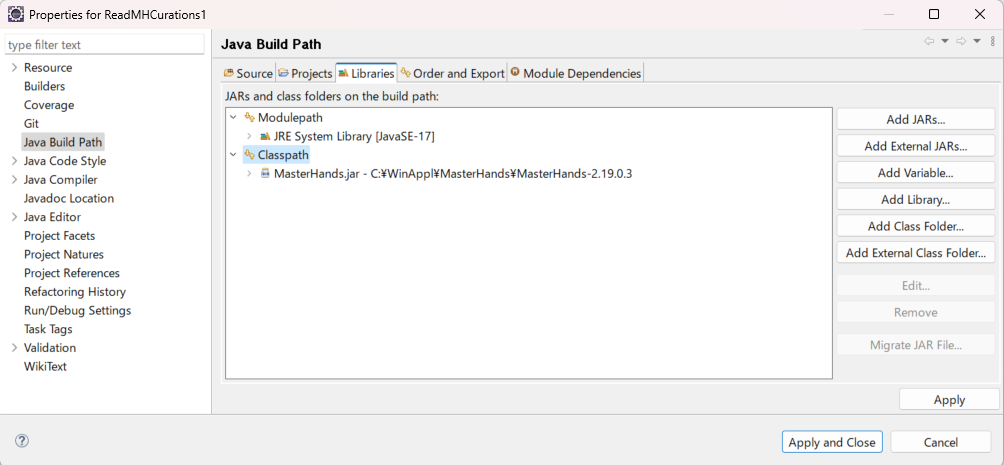 Properties for ReadMHCurations1
type filter text
Resource
Builders
Coverage
Git
Java Build Path
Java Code Style
Java Compiler
Javadoc Location
Java Editor
Project Facets
Project Natures
Project References
Refactoring History
Run/Debug Settings
Task Tags
Validation
WikiText
Java Build Path
Source Projects Libraries Order and Export Module Dependencies
JARs and class folders on the build path:
Modulepath
JRE System Library [JavaSE-17]
Classpath
MasterHands.jar - C:¥WinAppl¥MasterHands¥MasterHands-2.19.0.3
Add JARs...
Add External JARs...
Add Variable...
Add Library...
Add Class Folder...
Add External Class Folder...
Edit...
Remove
Migrate JAR File...
Apply
Apply and Close Cancel